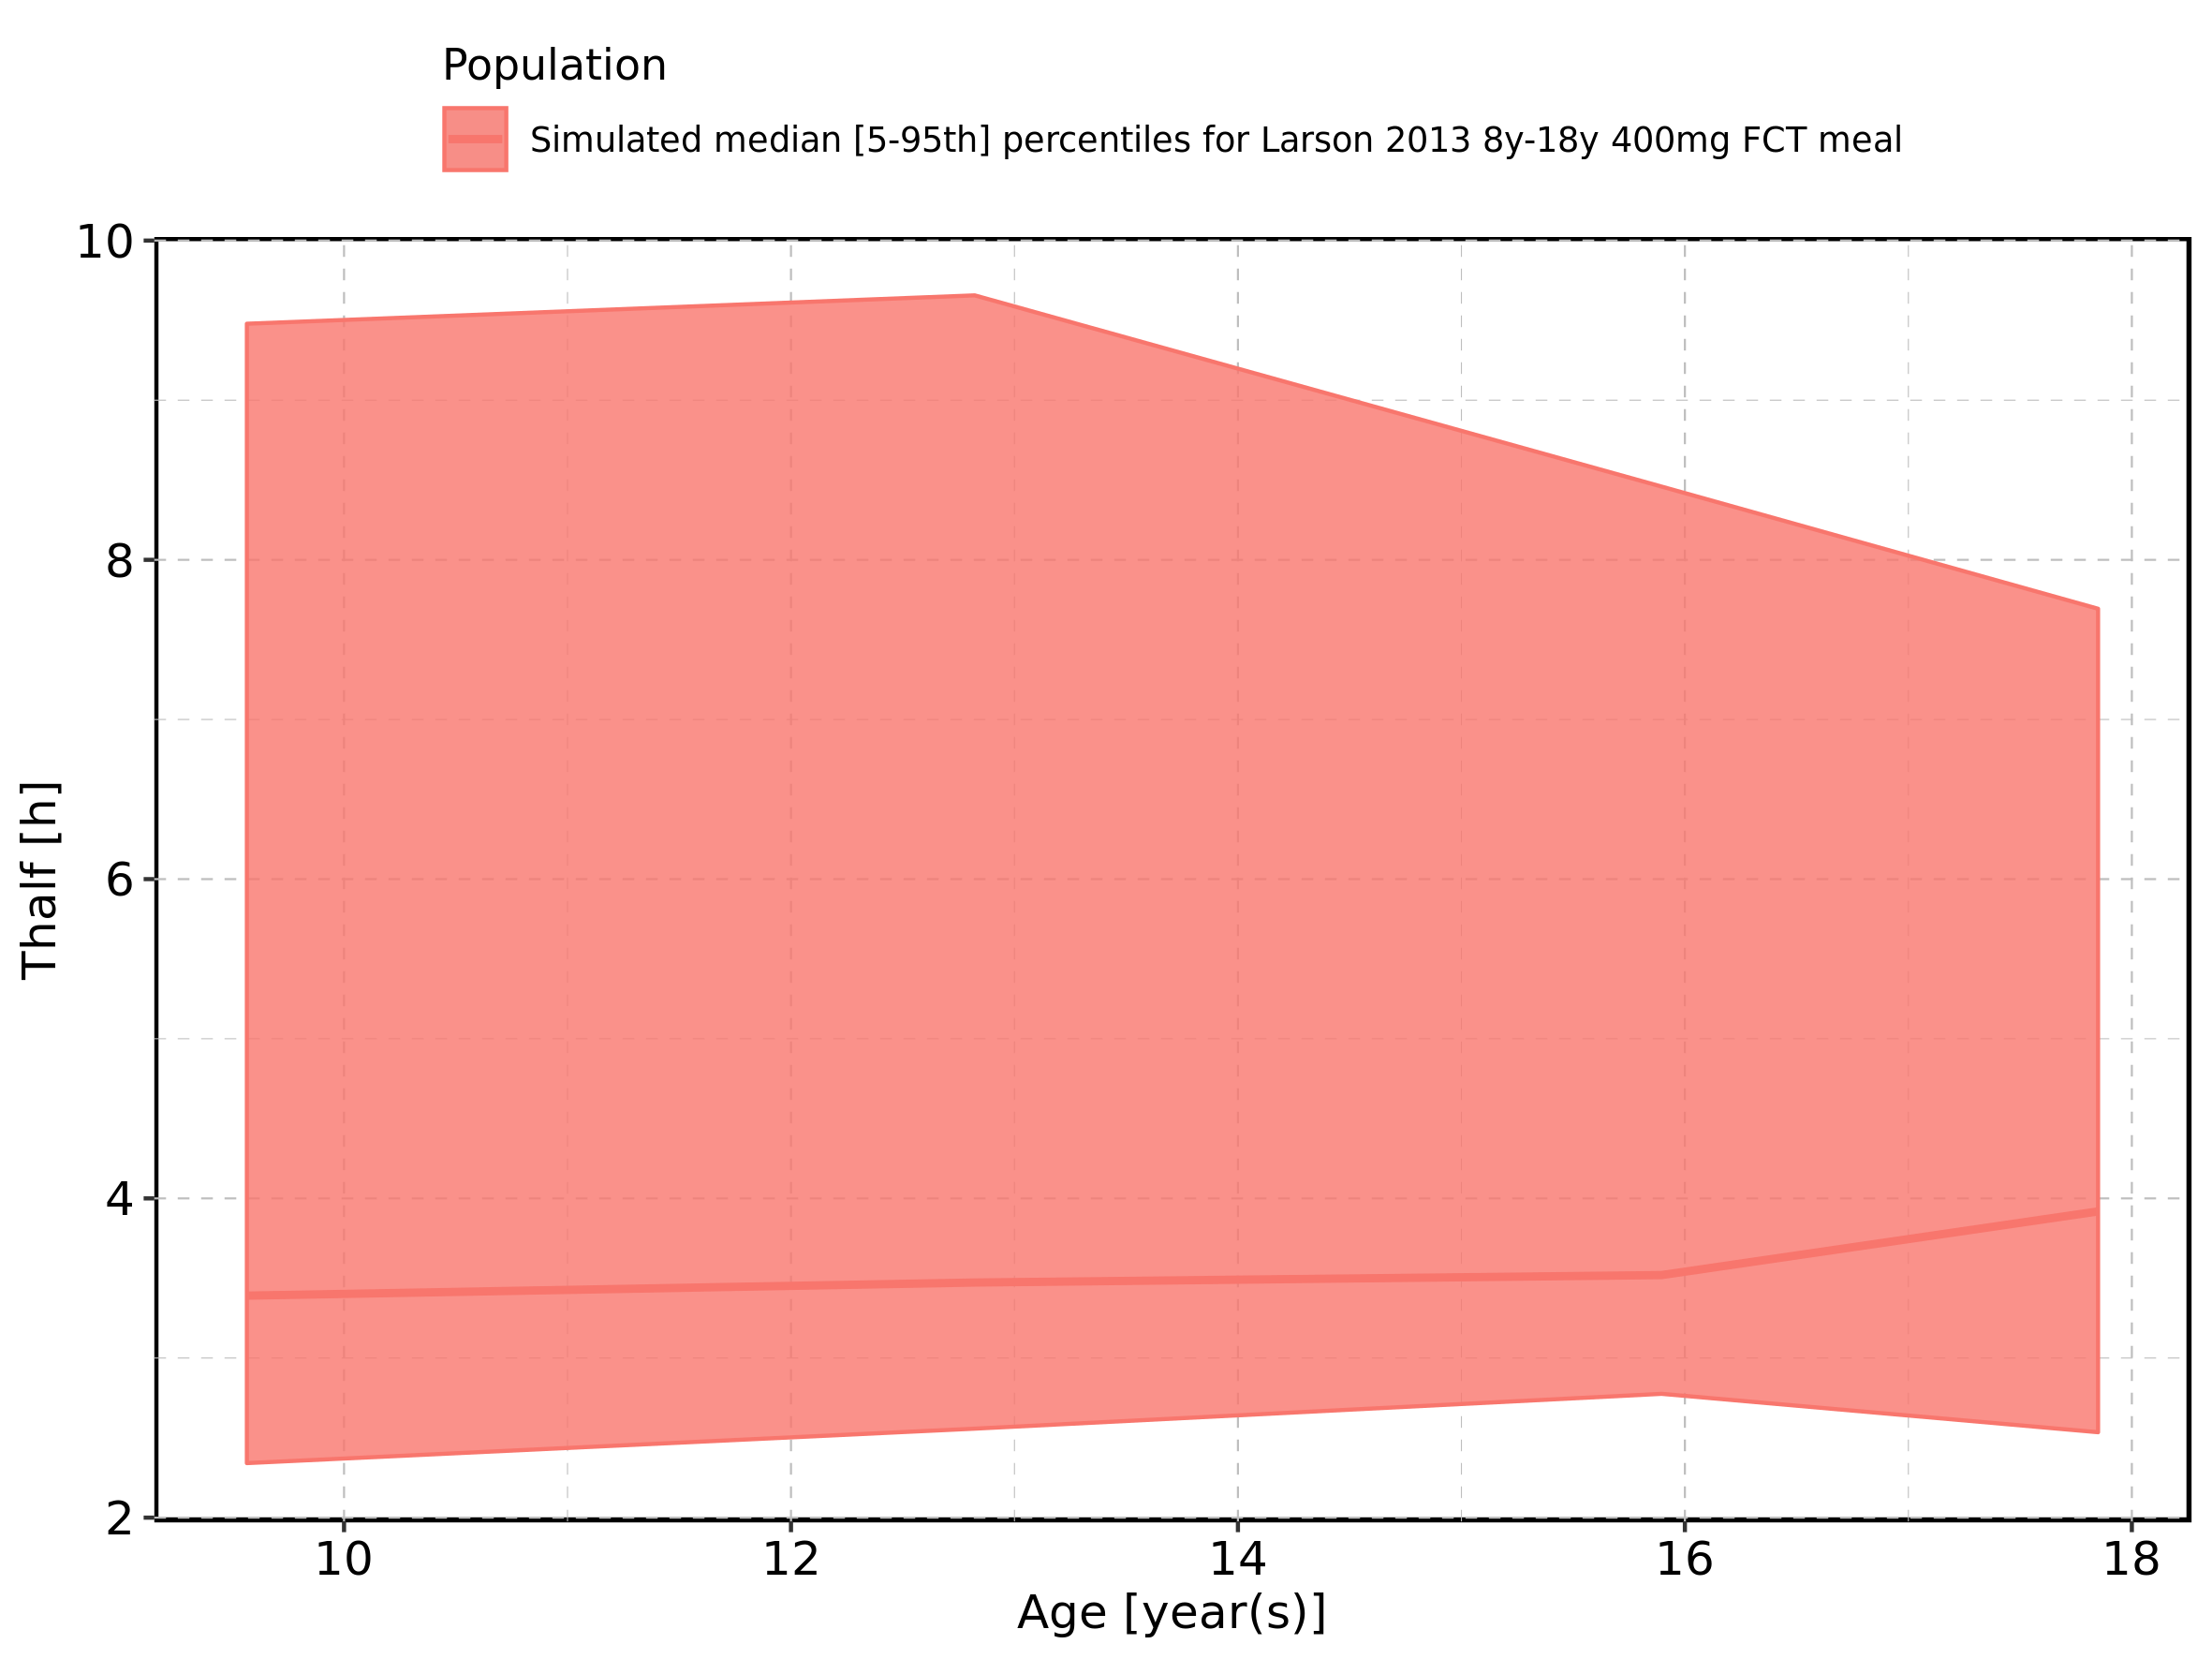 Population
Simulated median [5-95th] percentiles for Larson 2013 8y-18y 400mg FCT meal
10
8
6
4
2
Thalf [h]
10 12 14 16 18
Age [year(s)]